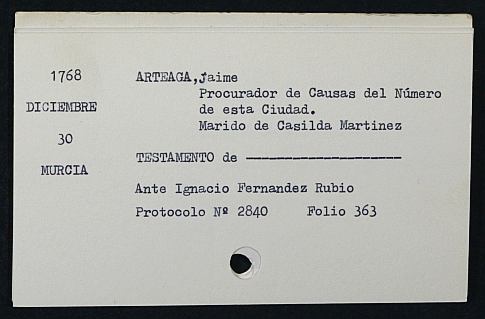 1768
DICIEMBRE
30
MURCIA
ARTEAGA, Jaime
Procurador de Causas del Número
de esta Ciudad.
Marido de Casilda Martinez
TESTAMENTO de --------------------
Ante Ignacio Fernandez Rubio
Protocolo Nº 2840 Folio 363